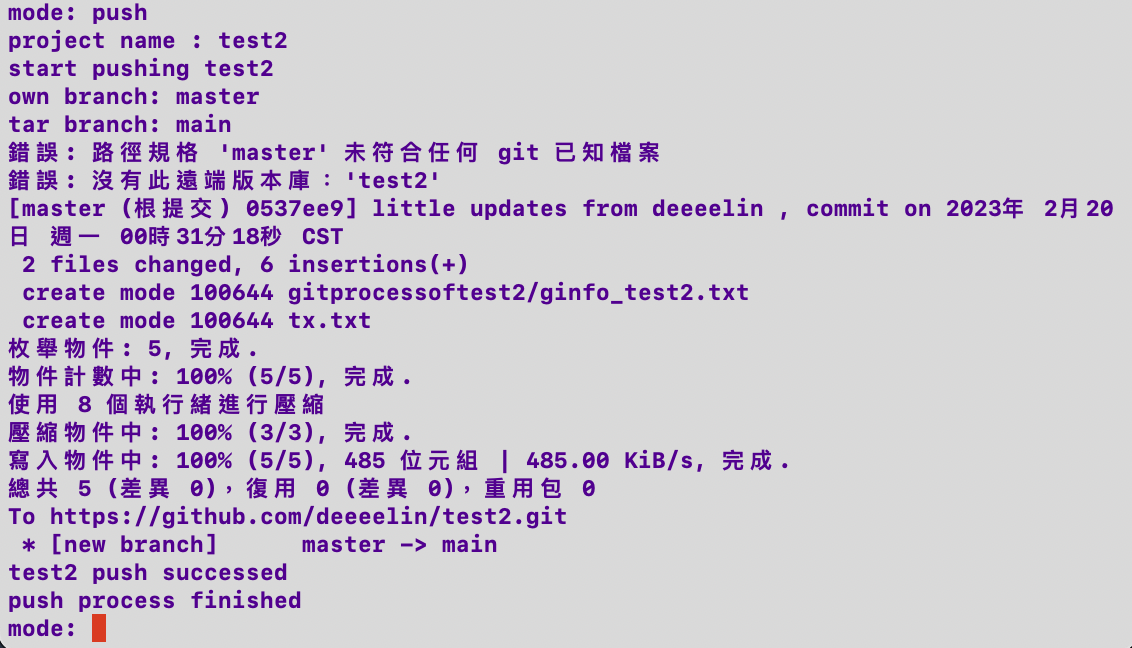 mode: push
project name : test2
start pushing test2
own branch: master
tar branch: main
錯誤: 路徑規格 'master' 未符合任何 git 已知檔案
錯誤: 沒有此遠端版本庫：'test2'
[master (根提交) 0537ee9] little updates from deeeelin , commit on 2023年 2月20
日 週一 00時31分18秒 CST
 2 files changed, 6 insertions(+)
 create mode 100644 gitprocessoftest2/ginfo_test2.txt
 create mode 100644 tx.txt
枚舉物件: 5, 完成.
物件計數中: 100% (5/5), 完成.
使用 8 個執行緒進行壓縮
壓縮物件中: 100% (3/3), 完成.
寫入物件中: 100% (5/5), 485 位元組 | 485.00 KiB/s, 完成.
總共 5 (差異 0)，復用 0 (差異 0)，重用包 0
To https://github.com/deeeelin/test2.git
 * [new branch]      master -> main
test2 push successed
push process finished
mode: